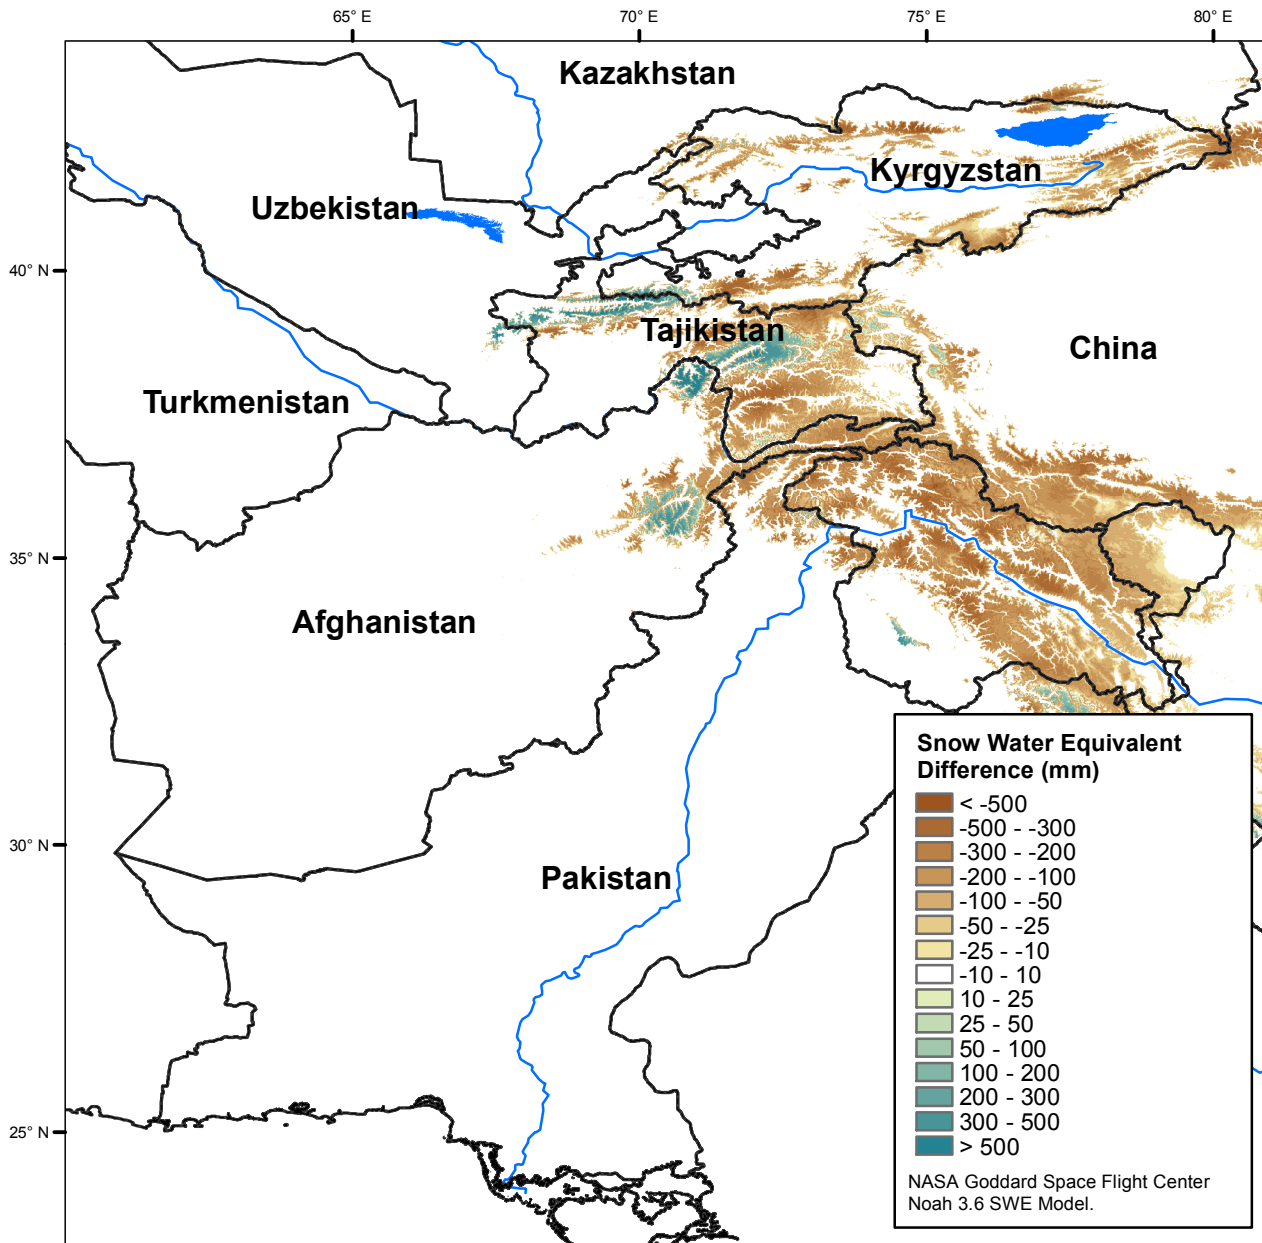 65° E
70° E
75° E
80° E
Kazakhstan
Kyrgyzstan
Uzbekistan
40° N
Tajikistan
China
Turkmenistan
35° N
Afghanistan
Snow Water Equivalent
Difference (mm)
< -500
-500 - -300
-300 - -200
-200 - -100
-100 - -50
-50 - -25
-25 - -10
-10 - 10
10 - 25
25 - 50
50 - 100
100 - 200
200 - 300
300 - 500
> 500
NASA Goddard Space Flight Center
Noah 3.6 SWE Model.
30° N
Pakistan
25° N